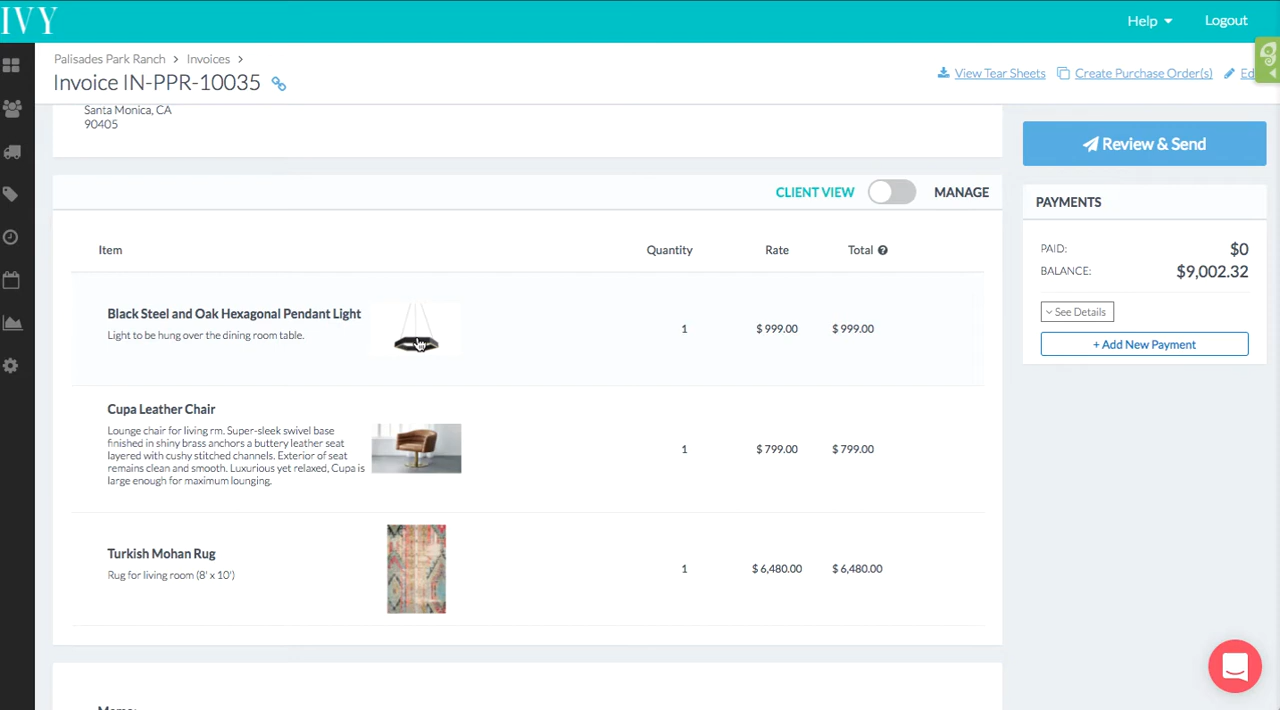 IVY
Help
Logout
Palisades Park Ranch > Invoices >
Invoice IN-PPR-10035
View Tear Sheets
Create Purchase Order(s)
Santa Monica, CA
90405
Review & Send
CLIENT VIEW
MANAGE
PAYMENTS
PAID: $0
BALANCE: $9,002.32
See Details
+ Add New Payment
Item Quantity Rate Total
Black Steel and Oak Hexagonal Pendant Light
Light to be hung over the dining room table.
1 $ 999.00 $ 999.00
Cupa Leather Chair
Lounge chair for living rm. Super-sleek swivel base
finished in shiny brass anchors a buttery leather seat
layered with cushy stitched channels. Exterior of seat
remains clean and smooth. Luxurious yet relaxed, Cupa is
large enough for maximum lounging.
1 $ 799.00 $ 799.00
Turkish Mohan Rug
Rug for living room (8' x 10')
1 $ 6,480.00 $ 6,480.00